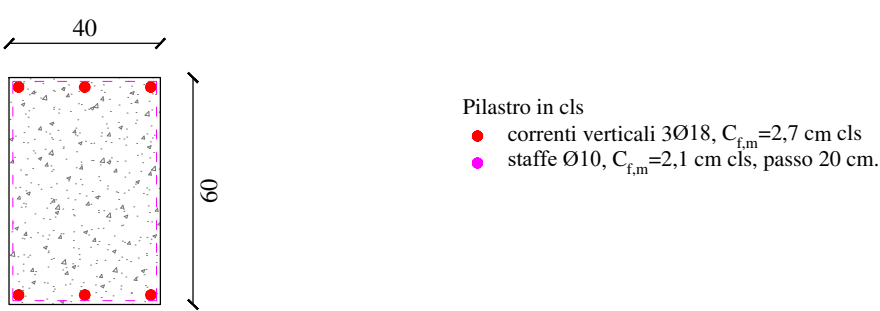 40
60
Pilastro in cls
correnti verticali 3Ø18, Cf,m=2,7 cm cls
staffe Ø10, Cf,m=2,1 cm cls, passo 20 cm.